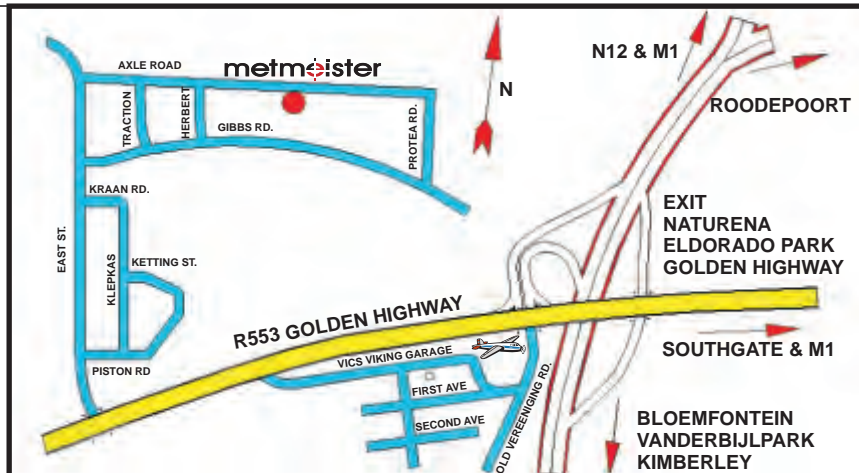 AXLE ROAD
metmeister
N12 & M1
N
ROODEPOORT
TRACTION
HERBERT
GIBBS RD.
PROTEA RD.
KRAAN RD.
EXIT
NATURENA
ELDORADO PARK
GOLDEN HIGHWAY
EAST ST.
KLEPKAS
KETTING ST.
R553 GOLDEN HIGHWAY
SOUTHGATE & M1
PISTON RD
VICS VIKING GARAGE
FIRST AVE
SECOND AVE
OLD VEREENIGING RD.
BLOEMFONTEIN
VANDERBIJLPARK
KIMBERLEY